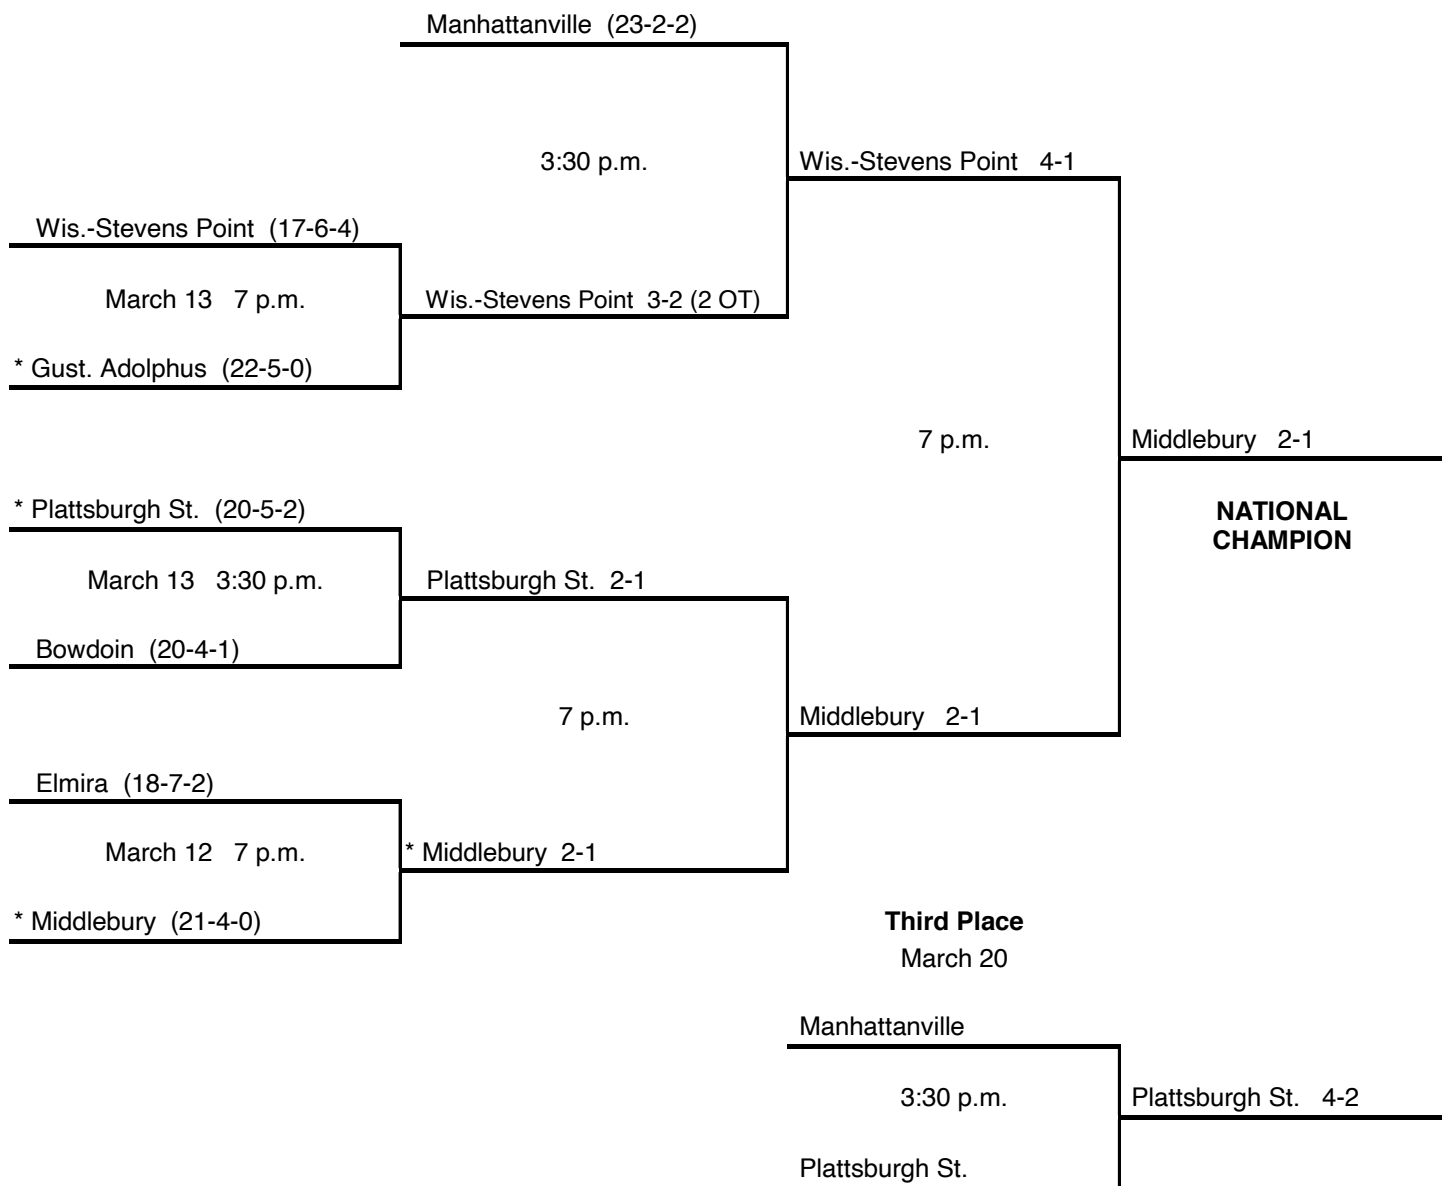 Manhattanville (23-2-2)
3:30 p.m.
Wis.-Stevens Point 4-1
Wis.-Stevens Point (17-6-4)
March 13 7 p.m.
Wis.-Stevens Point 3-2 (2 OT)
* Gust. Adolphus (22-5-0)
7 p.m.
Middlebury 2-1
* Plattsburgh St. (20-5-2)
NATIONAL
CHAMPION
March 13 3:30 p.m.
Plattsburgh St. 2-1
Bowdoin (20-4-1)
7 p.m.
Middlebury 2-1
Elmira (18-7-2)
March 12 7 p.m.
* Middlebury 2-1
* Middlebury (21-4-0)
Third Place
March 20
Manhattanville
3:30 p.m.
Plattsburgh St. 4-2
Plattsburgh St.